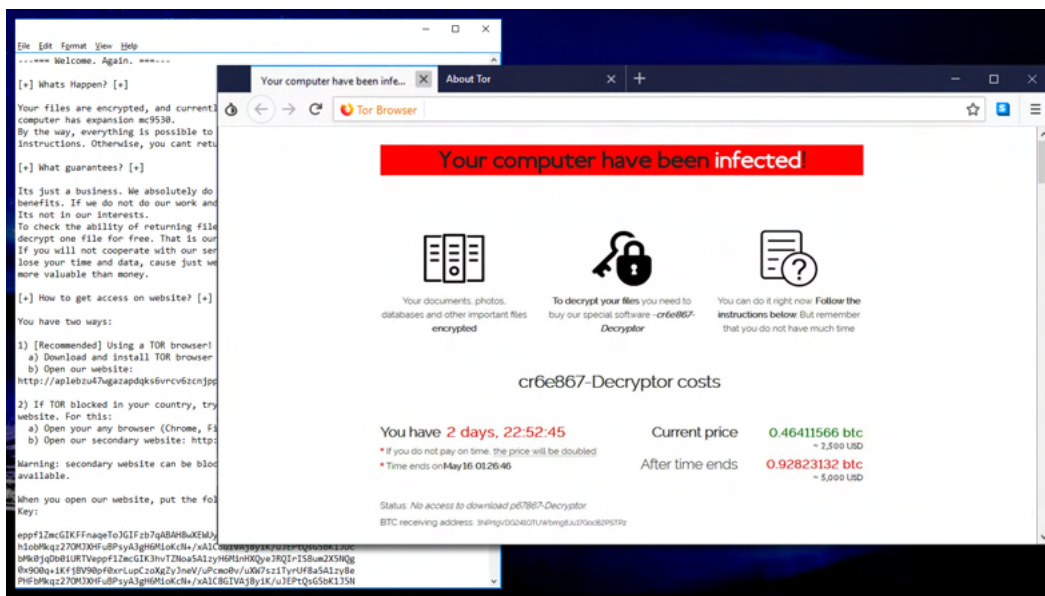 File Edit Format View Help
---=== Welcome. Again. ===---
[+] Whats Happen? [+]
Your files are encrypted, and currentl
computer has expansion mc9530.
By the way, everything is possible to
instructions. Otherwise, you cant retu
[+] What guarantees? [+]
Its just a business. We absolutely do
benefits. If we do not do our work and
Its not in our interests.
To check the ability of returning file
decrypt one file for free. That is our
If you will not cooperate with our ser
lose your time and data, cause just we
more valuable than money.
[+] How to get access on website? [+]
You have two ways:
1) [Recommended] Using a TOR browser!
a) Download and install TOR browser
b) Open our website:
http://aplebzu47wgazapdqks6vrcv6zcnjpp
2) If TOR blocked in your country, try
website. For this:
a) Open your any browser (Chrome, Fi
b) Open our secondary website: http:
Warning: secondary website can be bloc
available.
When you open our website, put the fol
Key:
Your computer have been infe...
About Tor
Tor Browser
Your computer have been infected!
Your documents, photos,
databases and other important files
encrypted
To decrypt your files you need to
buy our special software - cr6e867-
Decryptor
You can do it right now. Follow the
instructions below. But remember
that you do not have much time
cr6e867-Decryptor costs
You have 2 days, 22:52:45
* If you do not pay on time, the price will be doubled
* Time ends on May 16, 01:26:46
Current price 0.46411566 btc
~ 2,500 USD
After time ends 0.92823132 btc
~ 5,000 USD
Status: No access to download p67867-Decryptor
BTC receiving address: